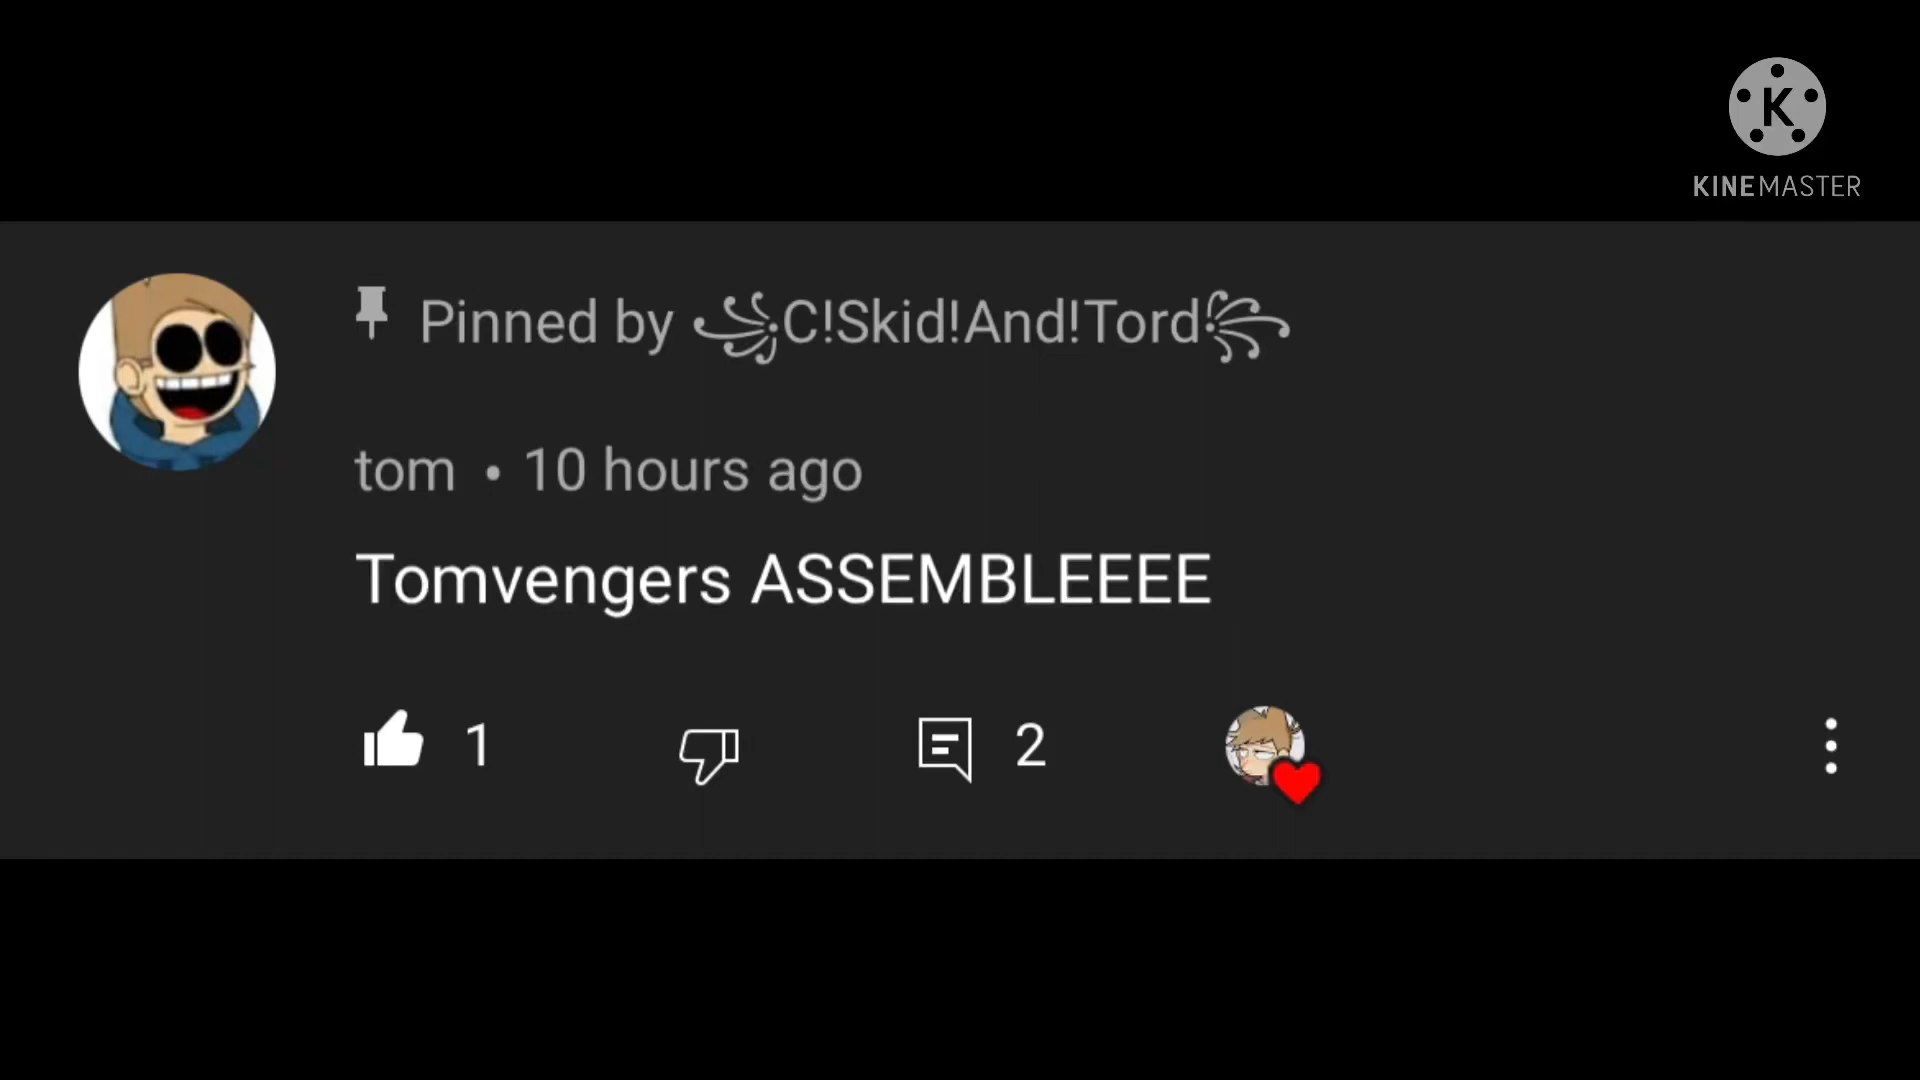 K
KINEMASTER
Pinned by ꧁C!Skid!And!Tord꧂
tom • 10 hours ago
Tomvengers ASSEMBLEEEE
1
2